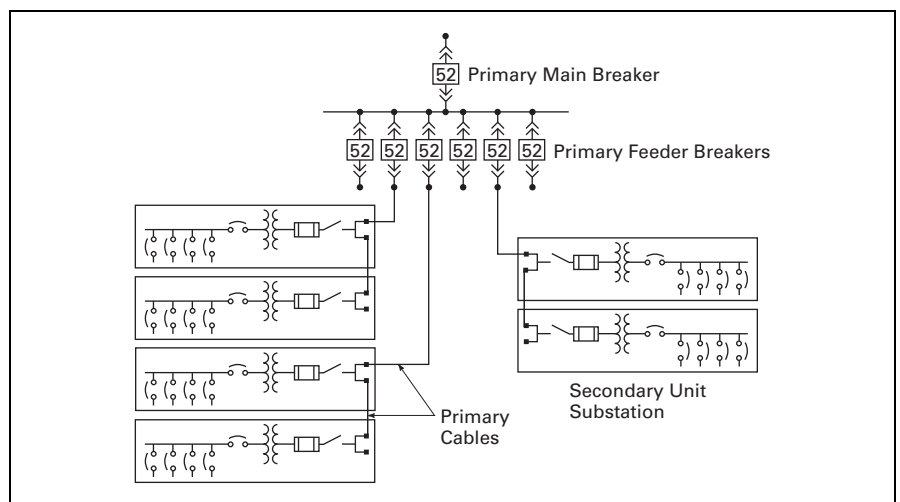 52 Primary Main Breaker
52 52 52 52 52 52 Primary Feeder Breakers
Secondary Unit
Substation
Primary
Cables